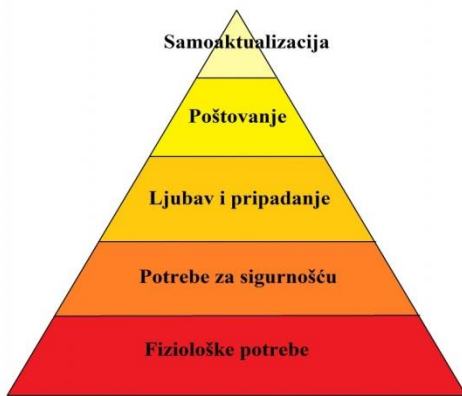 Samoaktualizacija
Poštovanje
Ljubav i pripadanje
Potrebe za sigurnošću
Fiziološke potrebe